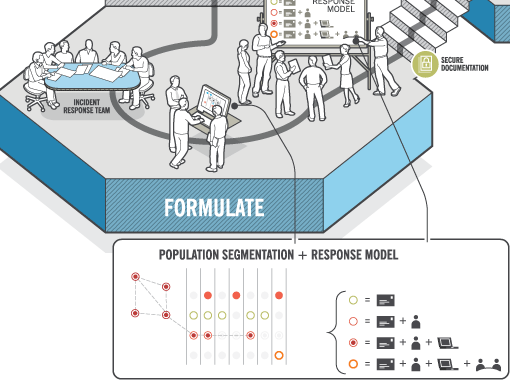 RESPONSE
MODEL
SECURE
DOCUMENTATION
INCIDENT
RESPONSE TEAM
FORMULATE
POPULATION SEGMENTATION + RESPONSE MODEL
=
= +
= + +
= + + +